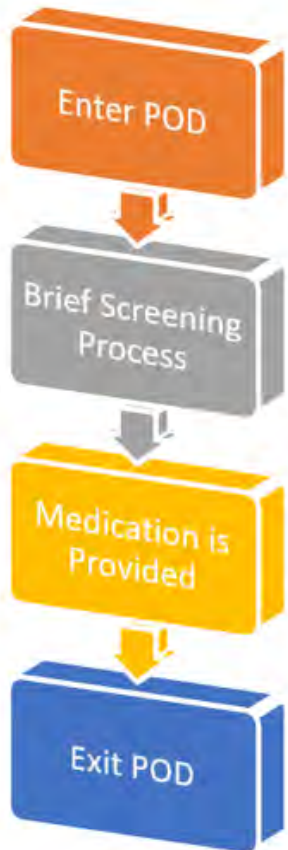 Enter POD
Brief Screening
Process
Medication is
Provided
Exit POD